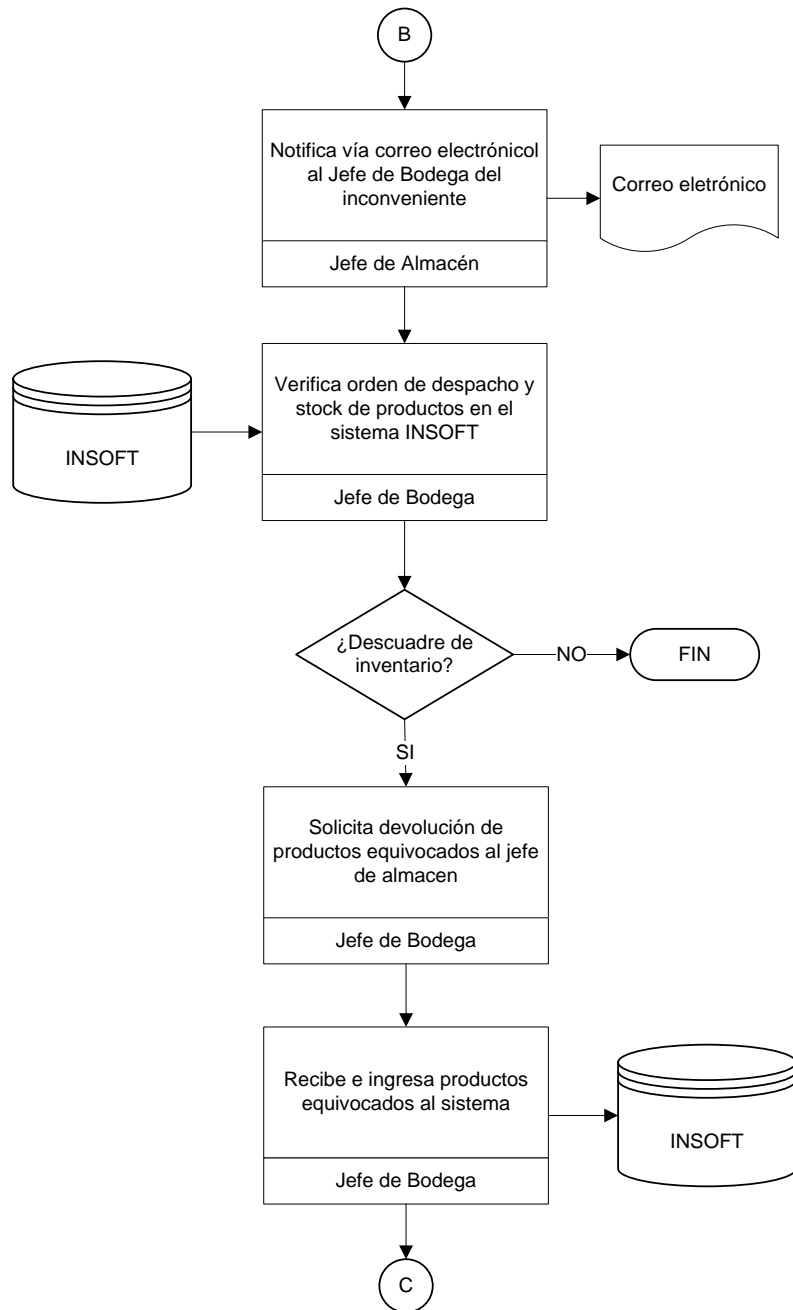 B
Notifica vía correo electrónicol
al Jefe de Bodega del
inconveniente
Correo eletrónico
Jefe de Almacén
Verifica orden de despacho y
stock de productos en el
sistema INSOFT
INSOFT
Jefe de Bodega
¿Descuadre de
inventario?
NO
FIN
SI
Solicita devolución de
productos equivocados al jefe
de almacen
Jefe de Bodega
Recibe e ingresa productos
equivocados al sistema
INSOFT
Jefe de Bodega
C